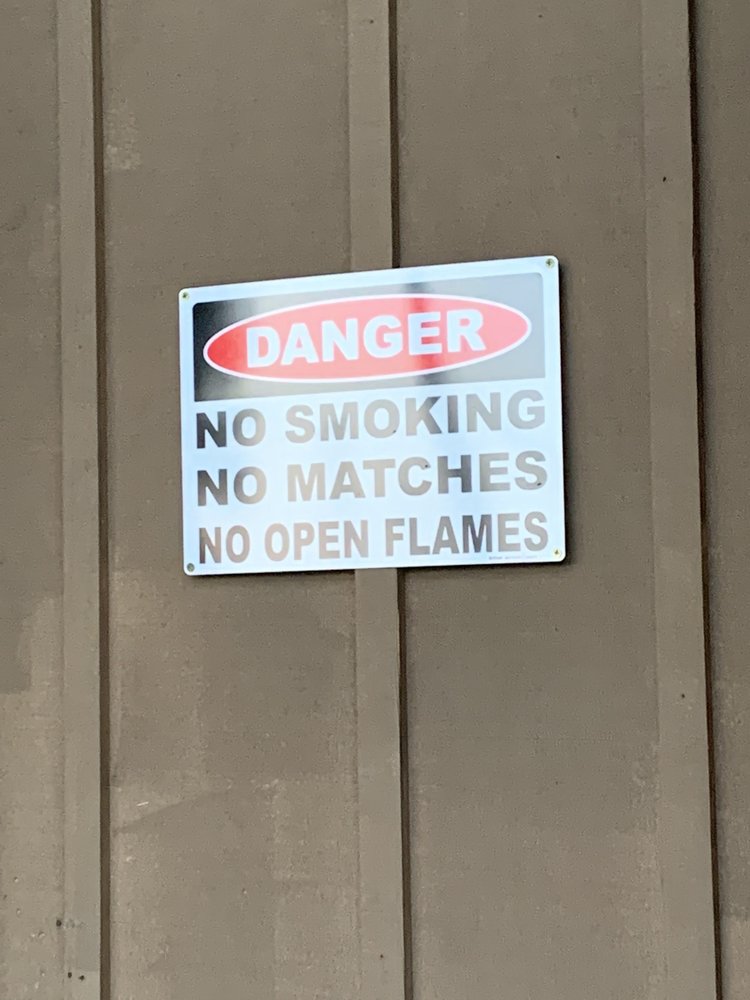 DANGER
NO SMOKING
NO MATCHES
NO OPEN FLAMES